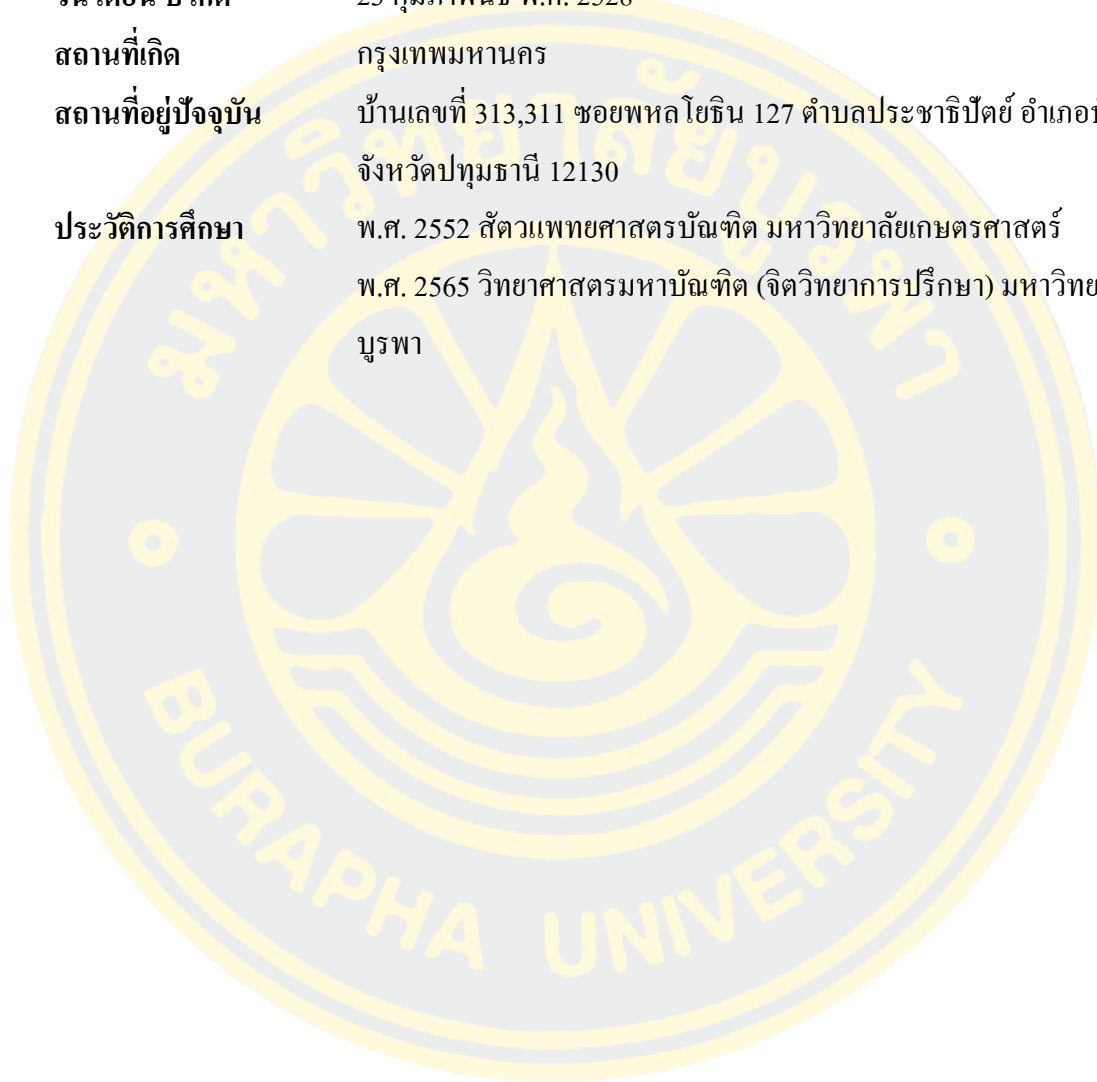 สถานที่เกิด กรุงเทพมหานคร
สถานที่อยู่ปัจจุบัน บ้านเลขที่ 313,311 ซอยพหลโยธิน 127 ตำบลประชาธิปัตย์
จังหวัดปทุมธานี 12130
ประวัติการศึกษา พ.ศ. 2552 สัตวแพทยศาสตรบัณฑิต มหาวิทยาลัยเกษตรศาสตร์
พ.ศ. 2565 วิทยาศาสตรมหาบัณฑิต (จิตวิทยาการปรึกษา)
บูรพา
มหาวิทยาลัยบูรพา
BURAPHA UNIVERSITY